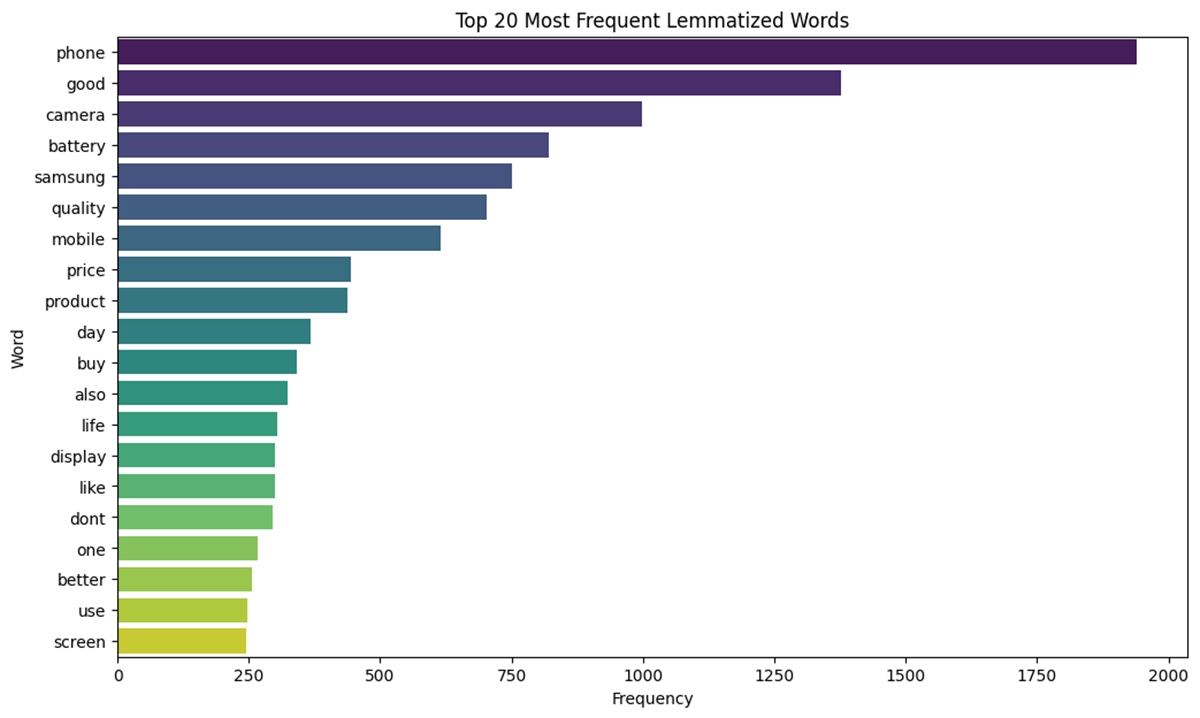 Top 20 Most Frequent Lemmatized Words
phone
good
camera
battery
samsung
quality
mobile
price
product
day
buy
also
life
display
like
dont
one
better
use
screen
Word
0 250 500 750 1000 1250 1500 1750 2000
Frequency